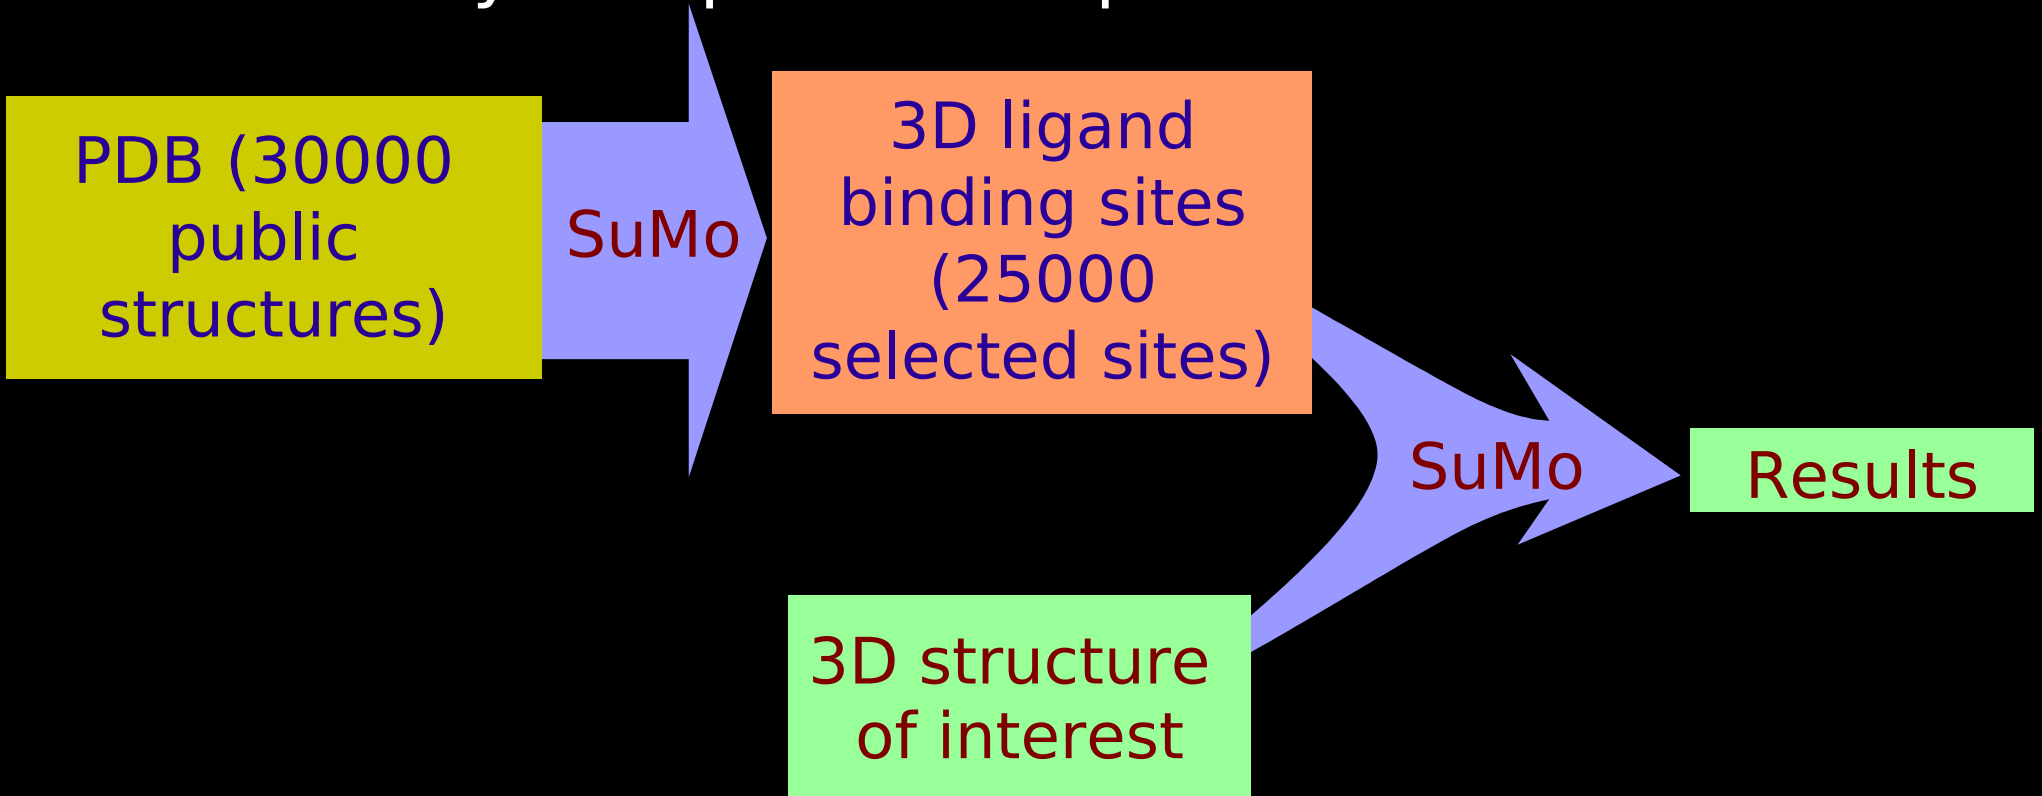 PDB (30000
public
structures)
SuMo
3D ligand
binding sites
(25000
selected sites)
SuMo
Results
3D structure
of interest